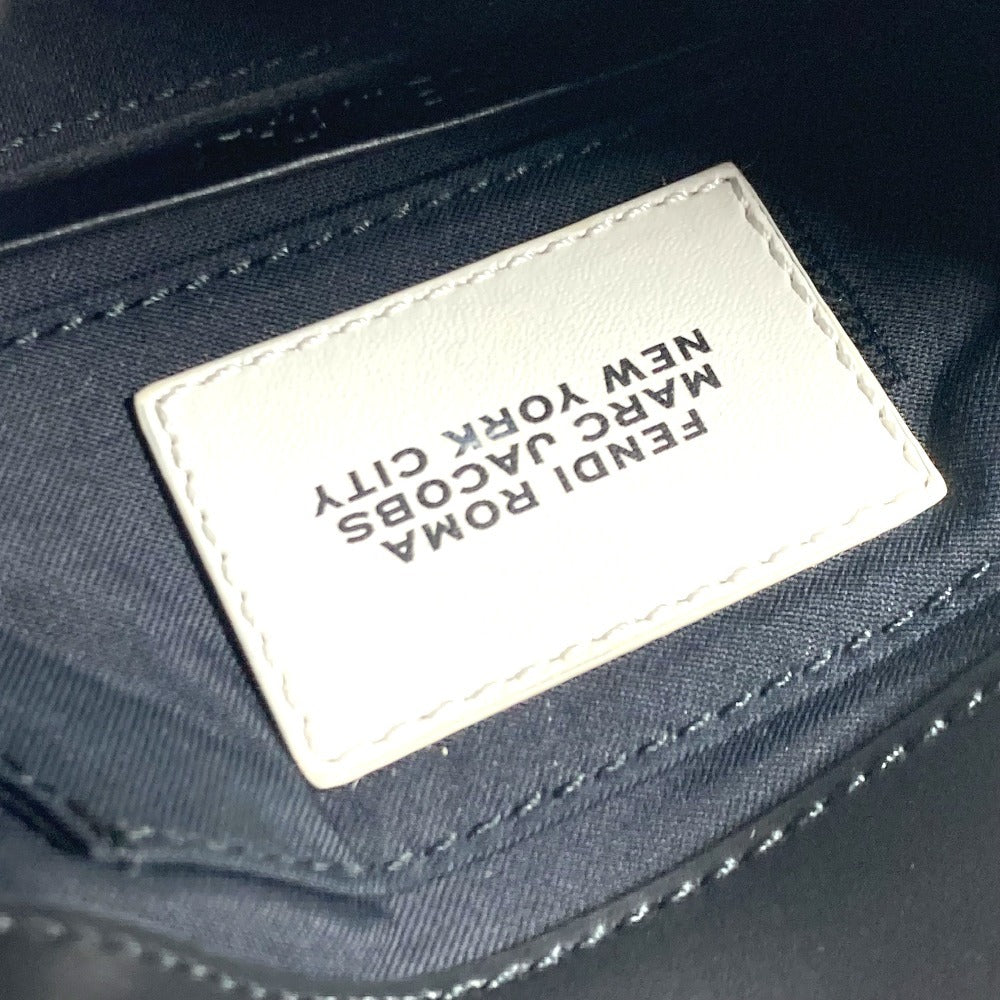 FENDI ROMA
MARC JACOBS
NEW YORK CITY